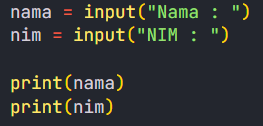 nama = input("Nama : ")
nim = input("NIM : ")
print(nama)
print(nim)